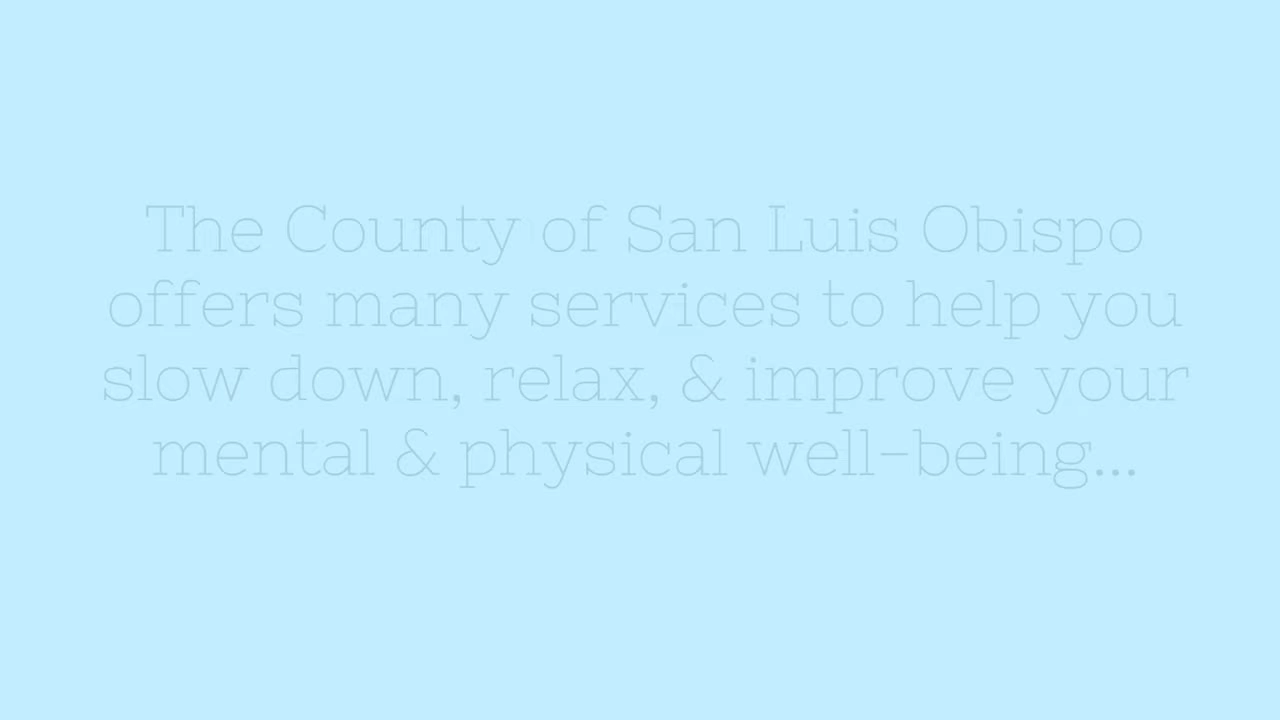 The County of San Luis Obispo
offers many services to help you
slow down, relax, & improve your
mental & physical well-being...